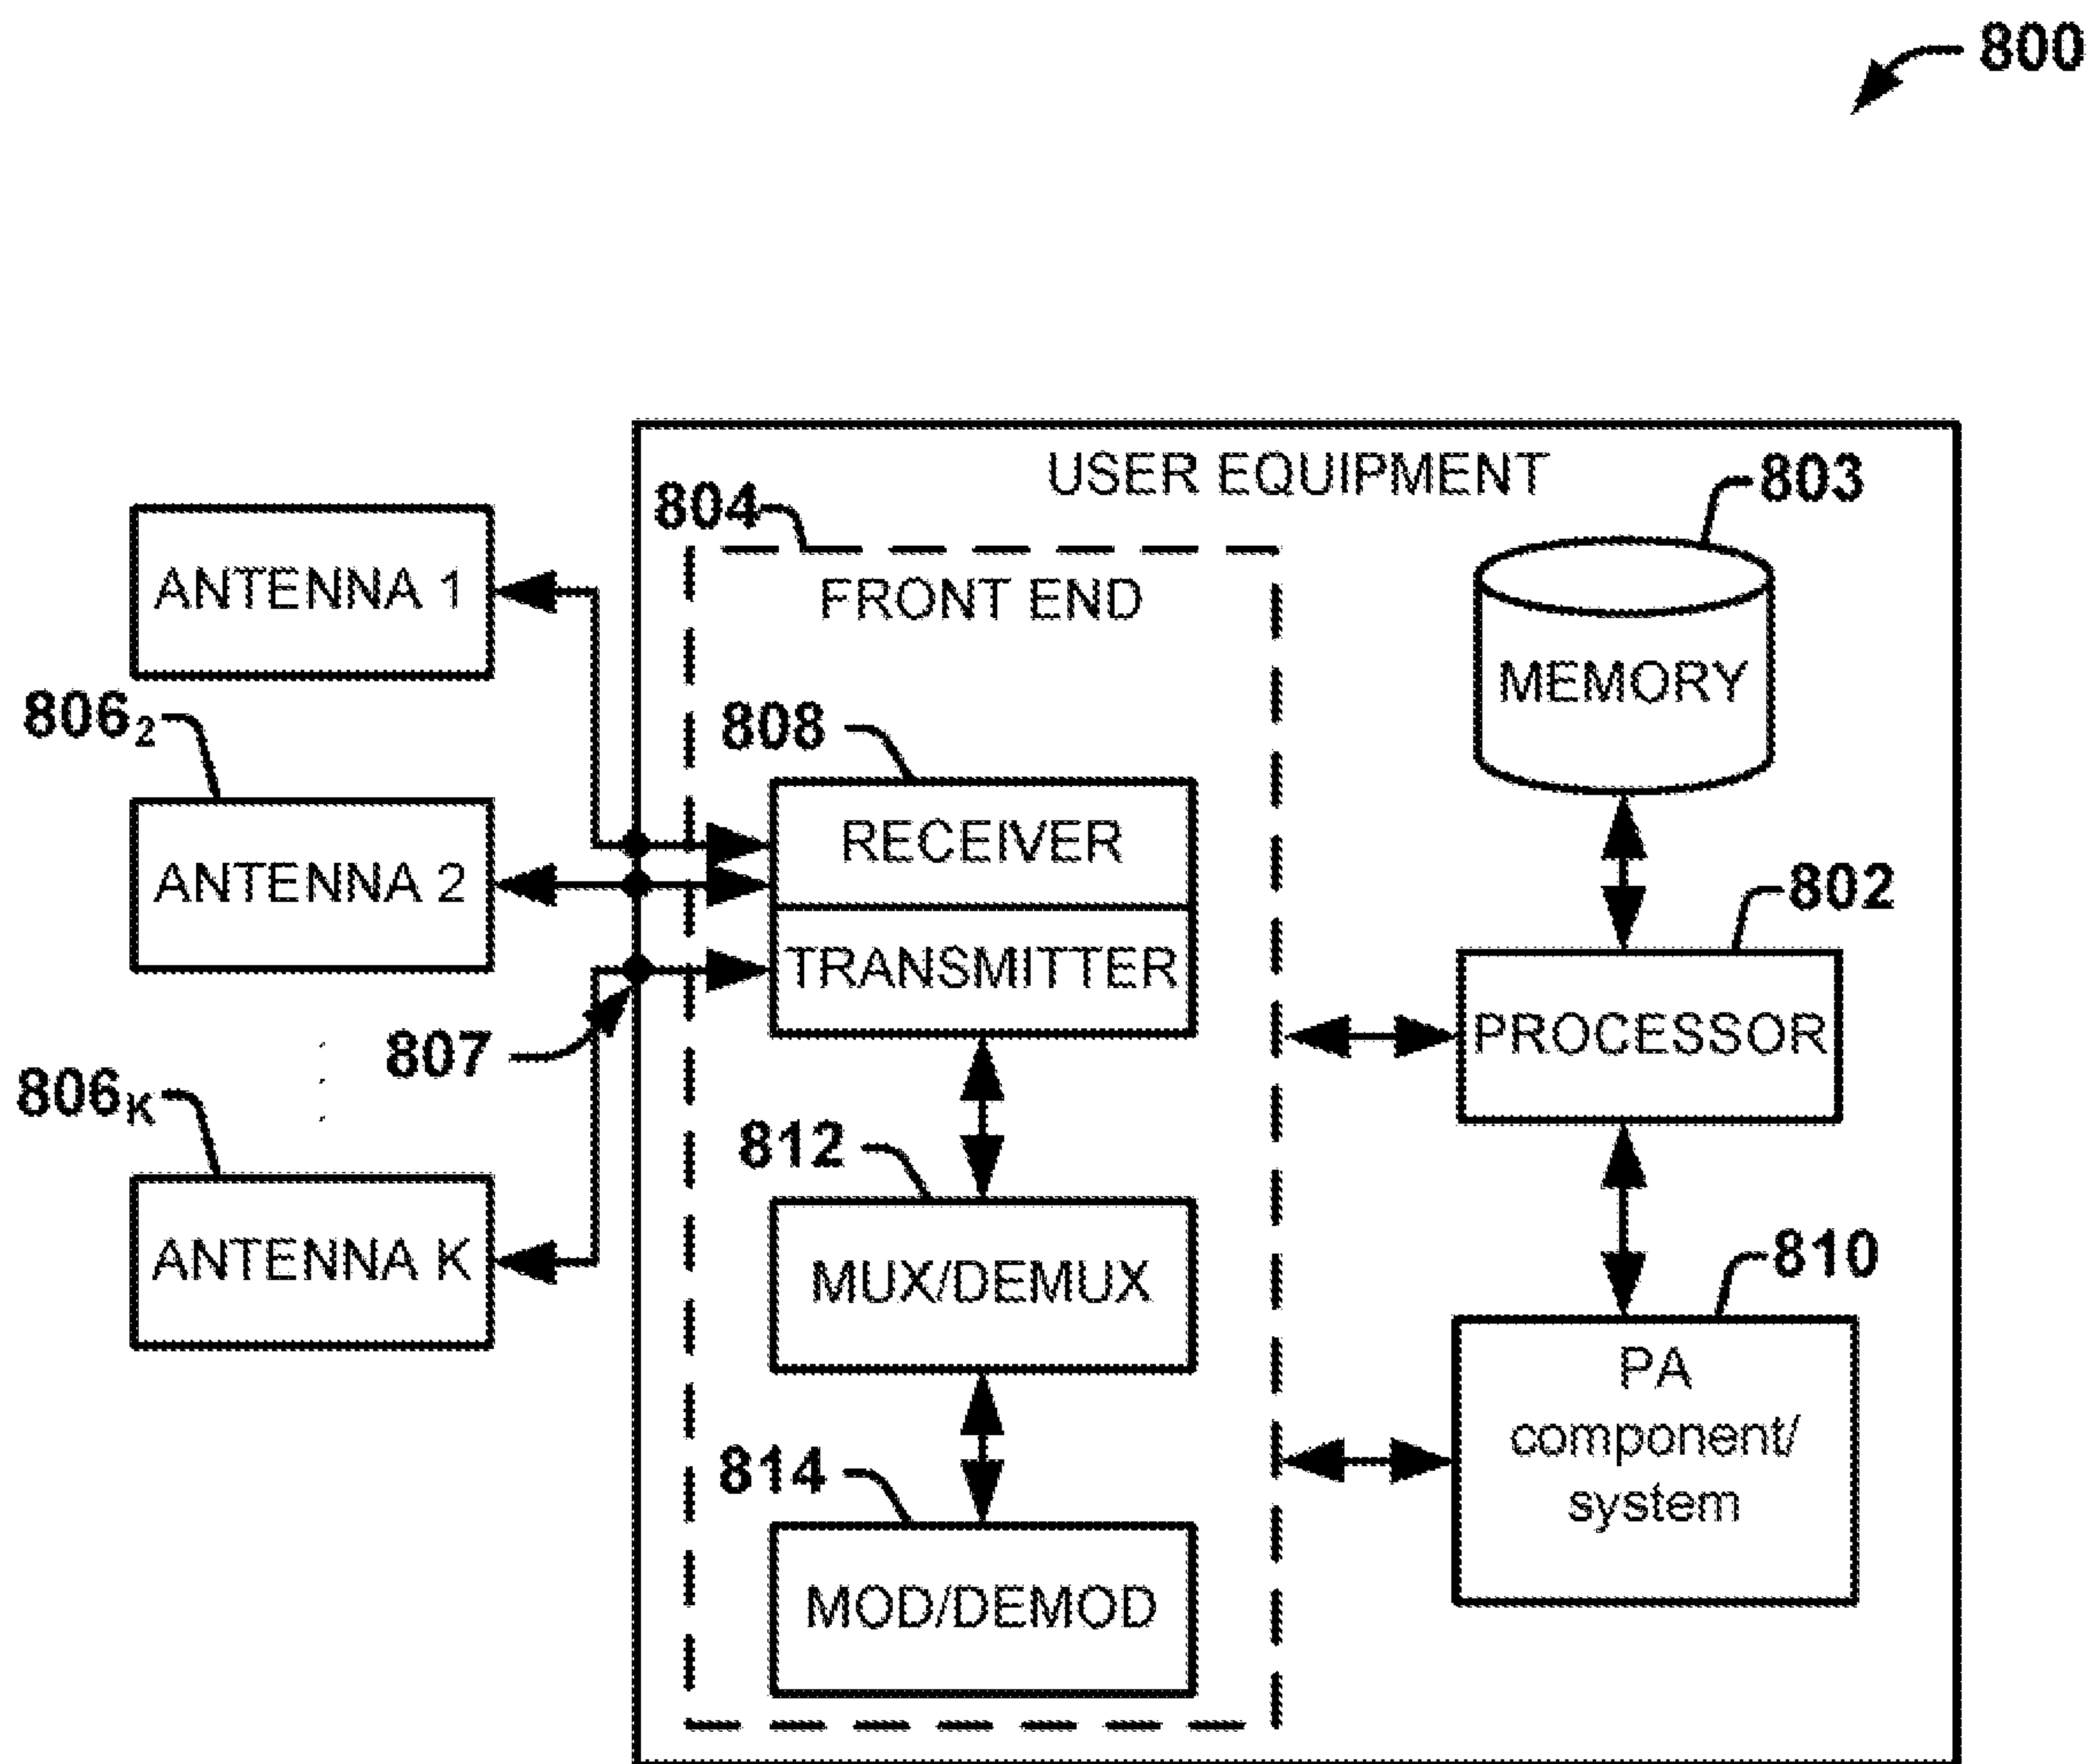 800
USER EQUIPMENT
803
804
FRONT END
ANTENNA 1
MEMORY
806₂
808
RECEIVER
ANTENNA 2
802
TRANSMITTER
PROCESSOR
807
806ₖ
812
810
ANTENNA K
MUX/DEMUX
PA
component/
system
814
MOD/DEMOD